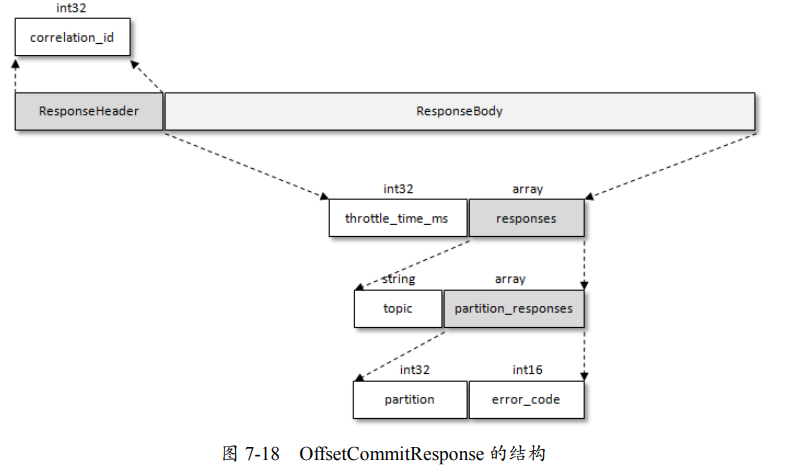 int32
correlation_id
ResponseHeader
ResponseBody
int32 array
throttle_time_ms responses
string array
topic partition_responses
int32 int16
partition error_code
图 7-18 OffsetCommitResponse 的结构